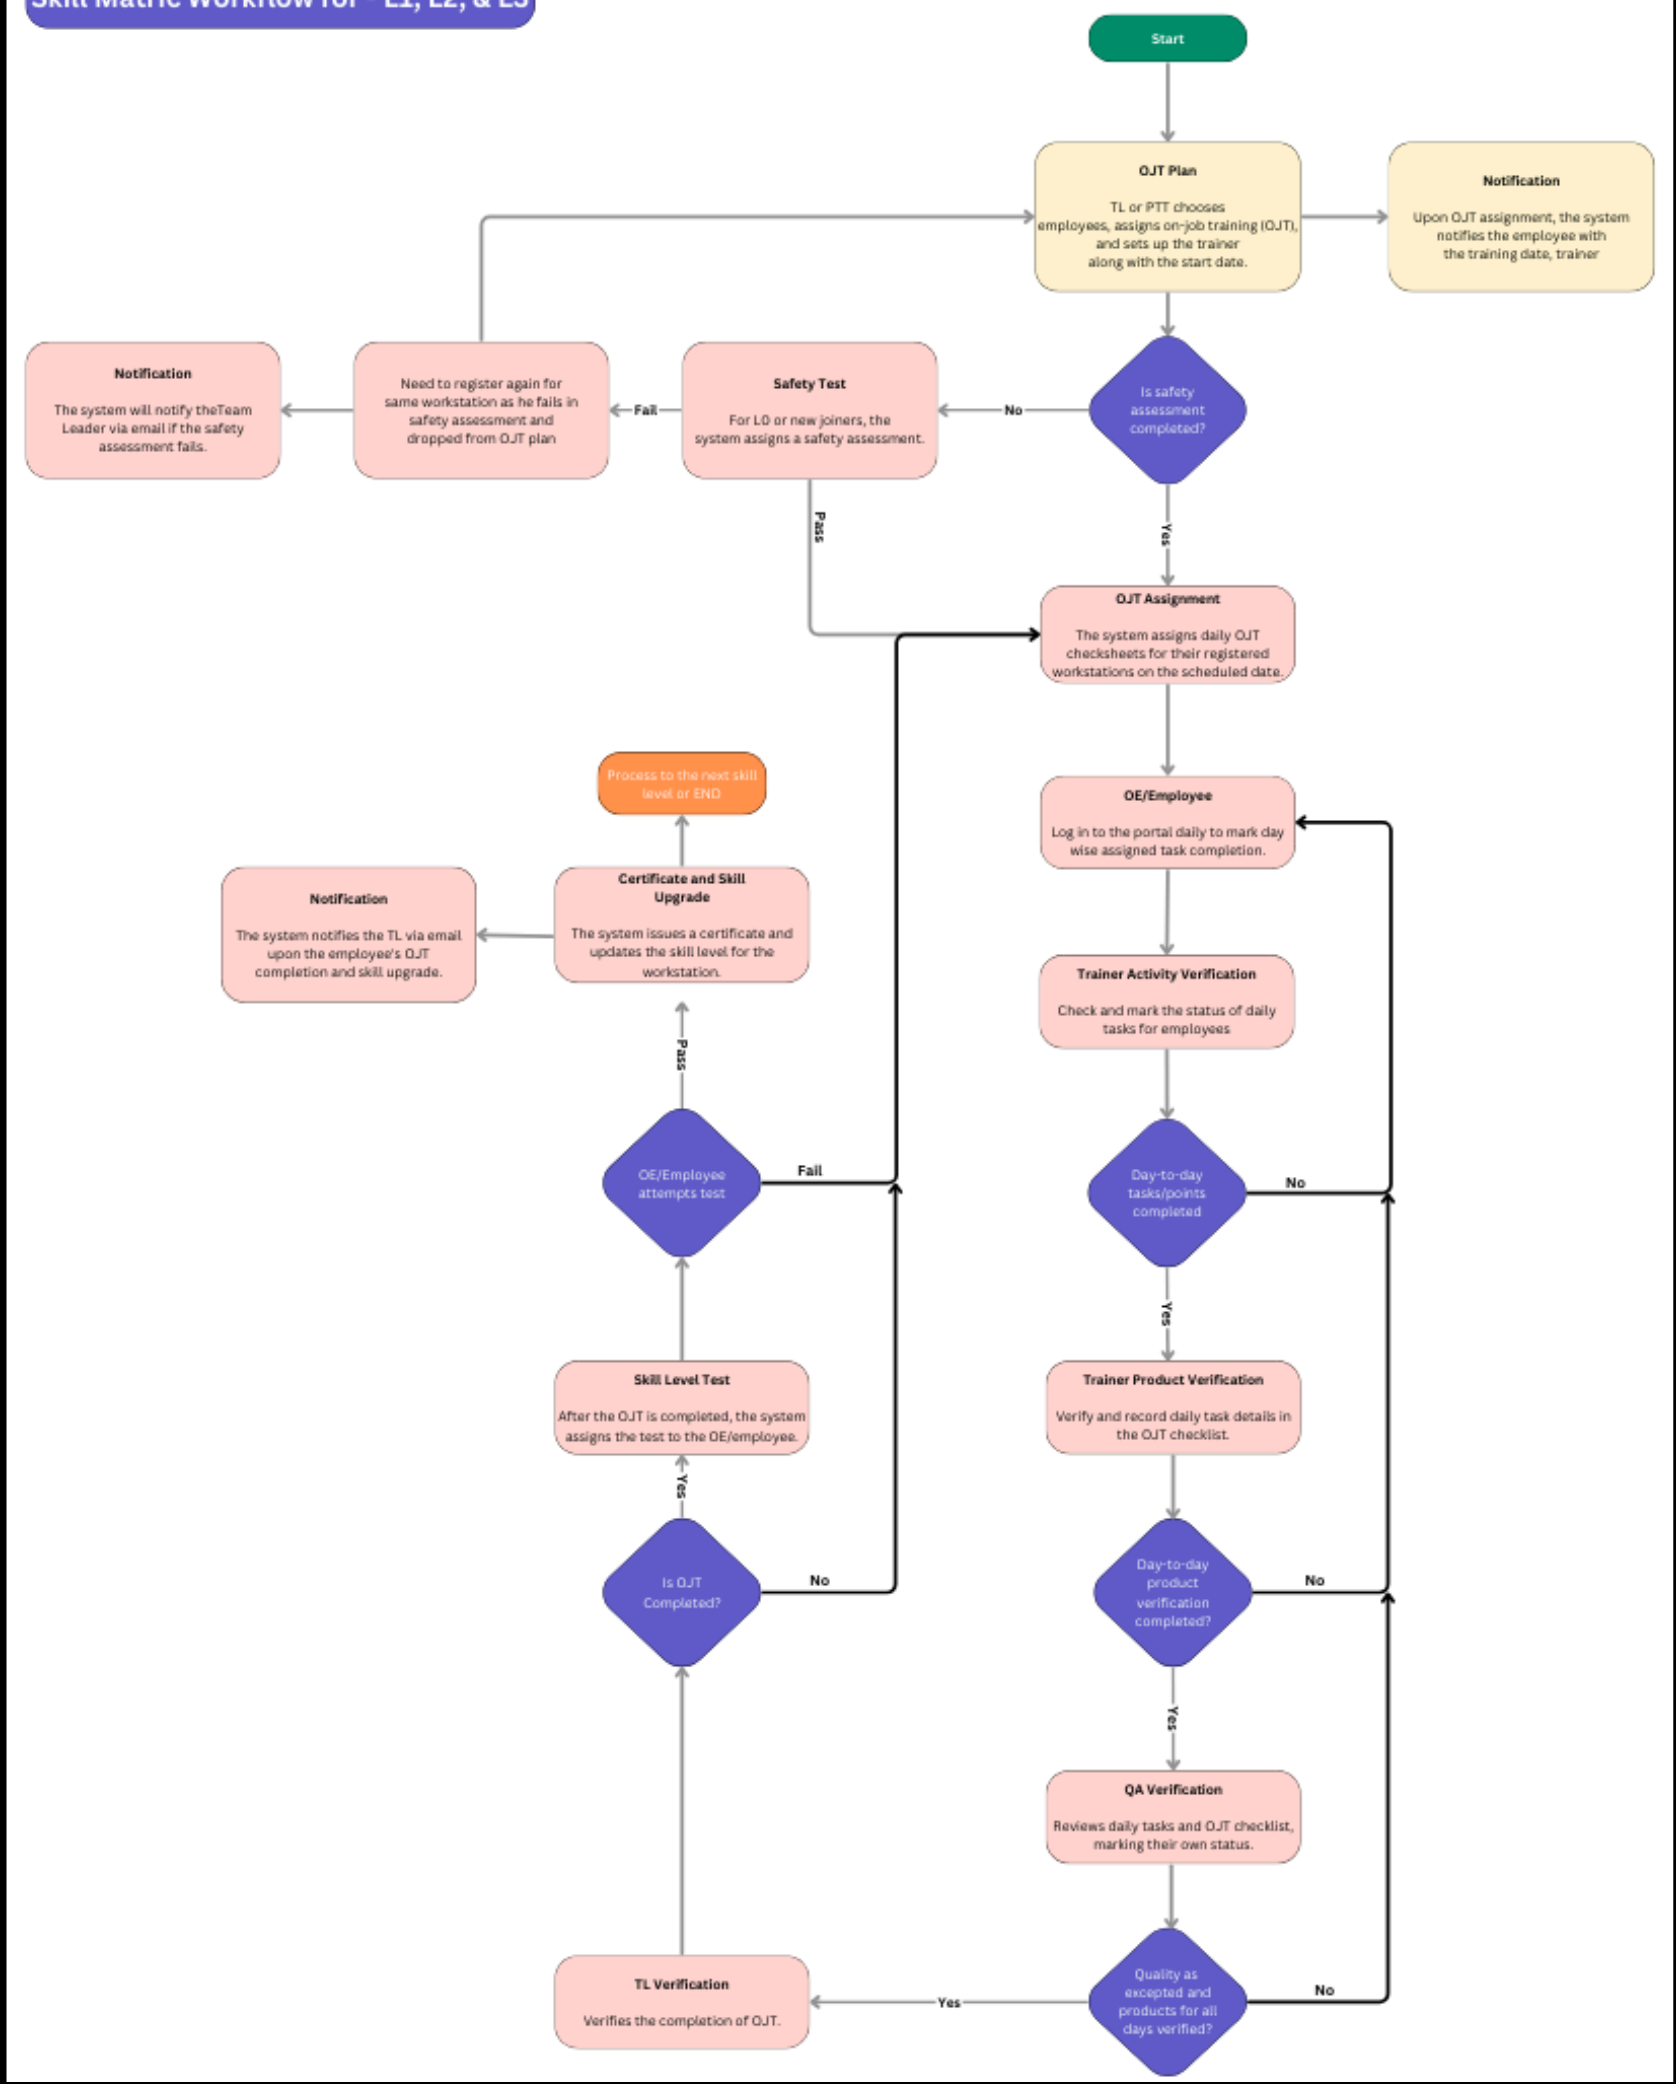 Skill Matric Workflow for - L1, L2, & L3
Start
OJT Plan
TL or PTT chooses
employees, assigns on-job training (OJT),
and sets up the trainer
along with the start date.
Notification
Upon OJT assignment, the system
notifies the employee with
the training date, trainer
Notification
The system will notify theTeam
Leader via email if the safety
assessment fails.
Need to register again for
same workstation as he fails in
safety assessment and
dropped from OJT plan
Fail
Safety Test
For L0 or new joiners, the
system assigns a safety assessment.
No
Is safety
assessment
completed?
Pass
Yes
OJT Assignment
The system assigns daily OJT
checksheets for their registered
workstations on the scheduled date.
Process to the next skill
level or END
OE/Employee
Log in to the portal daily to mark day
wise assigned task completion.
Notification
The system notifies the TL via email
upon the employee's OJT
completion and skill upgrade.
Certificate and Skill
Upgrade
The system issues a certificate and
updates the skill level for the
workstation.
Trainer Activity Verification
Check and mark the status of daily
tasks for employees
Pass
OE/Employee
attempts test
Fail
Day-to-day
tasks/points
completed
No
Yes
Skill Level Test
After the OJT is completed, the system
assigns the test to the OE/employee.
Trainer Product Verification
Verify and record daily task details in
the OJT checklist.
Yes
Is OJT
Completed?
No
Day-to-day
product
verification
completed?
No
Yes
QA Verification
Reviews daily tasks and OJT checklist,
marking their own status.
TL Verification
Verifies the completion of OJT.
Yes
Quality as
excepted and
products for all
days verified?
No